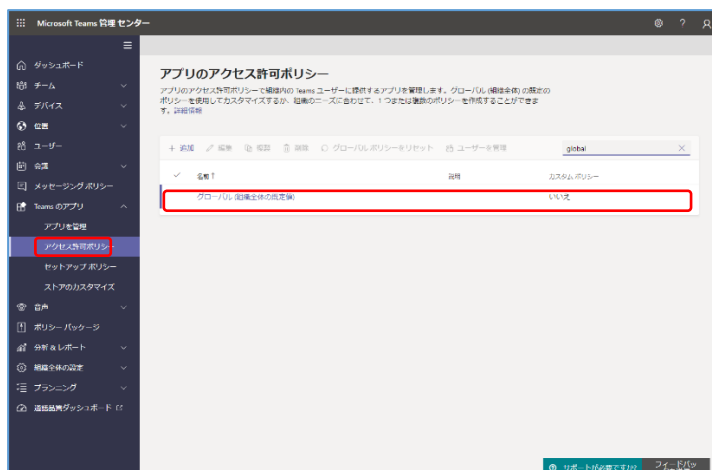 Microsoft Teams 管理 センター
ダッシュボード
チーム
デバイス
位置
ユーザー
会議
メッセージング ポリシー
Teams のアプリ
アプリを管理
アクセス許可ポリシー
セットアップ ポリシー
ストアのカスタマイズ
音声
ポリシー パッケージ
分析 & レポート
組織全体の設定
プランニング
通話品質ダッシュボード
アプリのアクセス許可ポリシー
アプリのアクセス許可ポリシーで組織内の Teams ユーザーに提供するアプリを管理します。グローバル (組織全体) の既定の
ポリシーを使用してカスタマイズするか、組織のニーズに合わせて、1 つまたは複数のポリシーを作成することができま
す。詳細情報
+ 追加 編集 複製 削除 グローバル ポリシーをリセット ユーザーを管理 global
名前 ↑ 説明 カスタム ポリシー
グローバル (組織全体の既定値) いいえ
サポートが必要ですか? フィードバッ